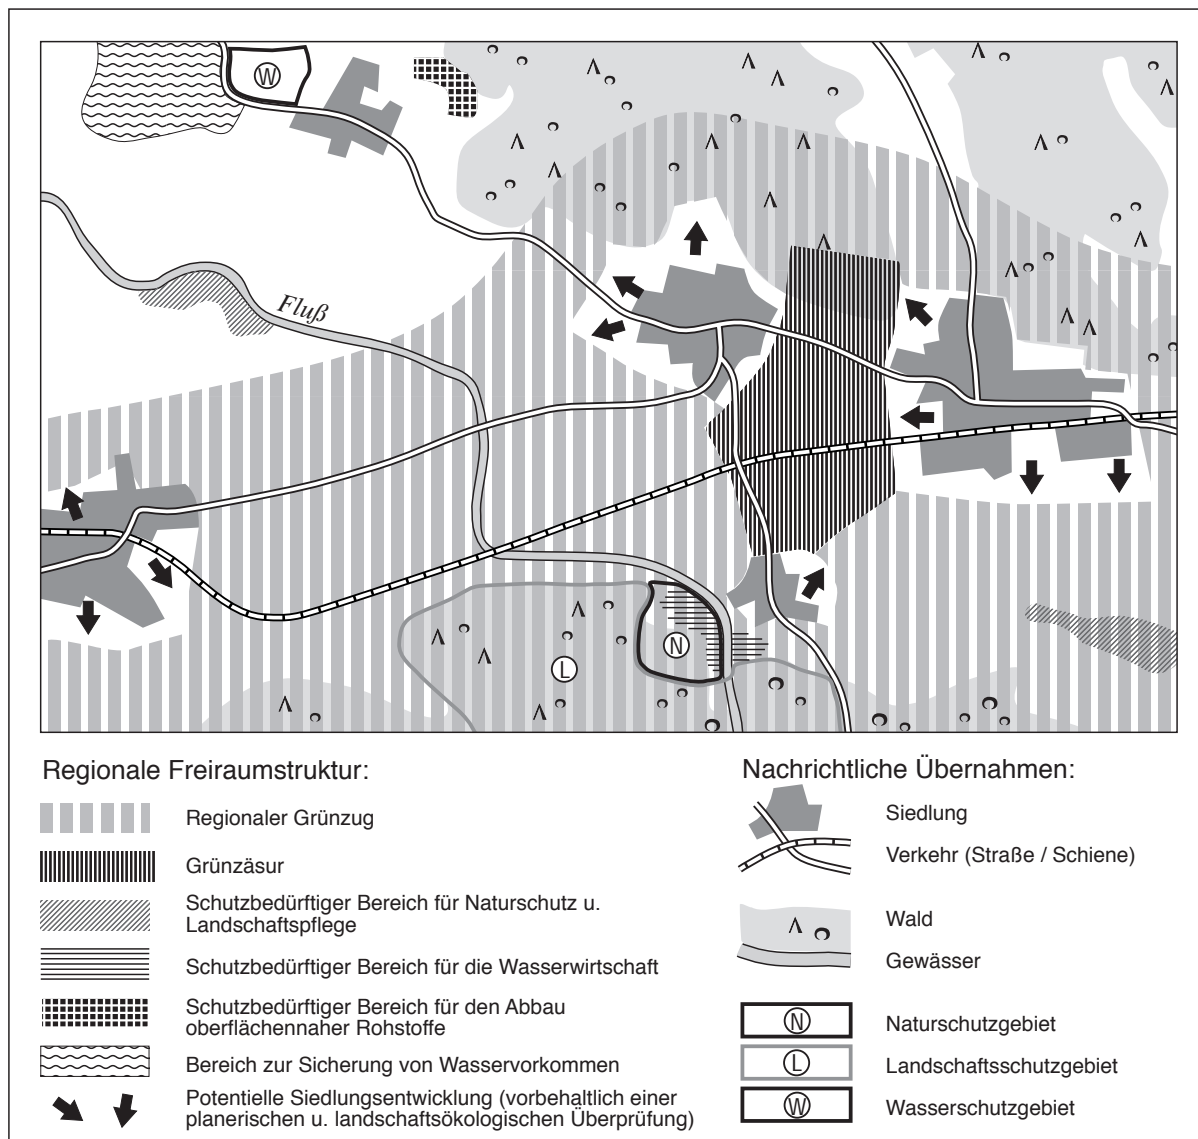 W
Fluß
L
N
Regionale Freiraumstruktur:
Regionaler Grünzug
Grünzäsur
Schutzbedürftiger Bereich für Naturschutz u.
Landschaftspflege
Schutzbedürftiger Bereich für die Wasserwirtschaft
Schutzbedürftiger Bereich für den Abbau
oberflächennaher Rohstoffe
Bereich zur Sicherung von Wasservorkommen
Potentielle Siedlungsentwicklung (vorbehaltlich einer
planerischen u. landschaftsökologischen Überprüfung)
Nachrichtliche Übernahmen:
Siedlung
Verkehr (Straße / Schiene)
Wald
Gewässer
N Naturschutzgebiet
L Landschaftsschutzgebiet
W Wasserschutzgebiet